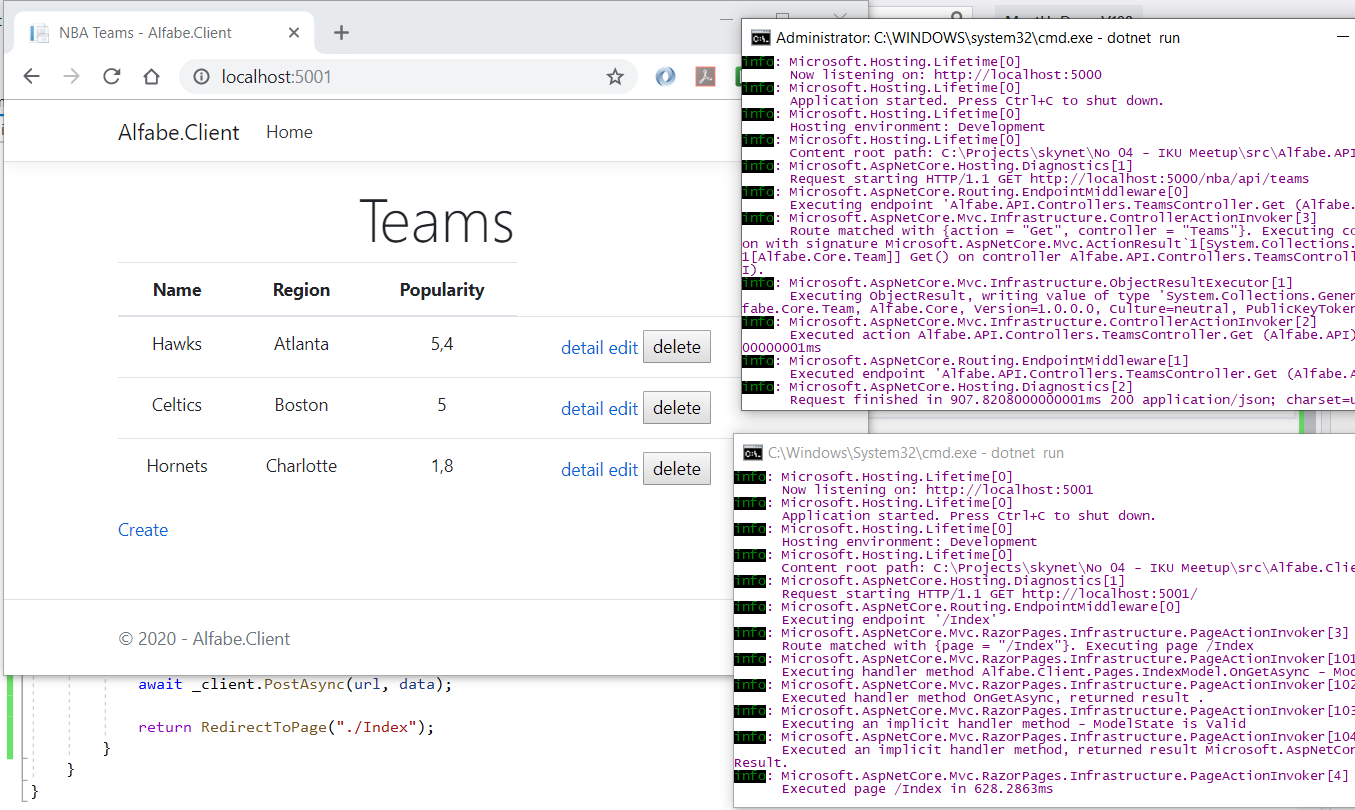 NBA Teams - Alfabe.Client
localhost:5001
Alfabe.Client Home
Teams
Name Region Popularity
Hawks Atlanta 5,4 detail edit delete
Celtics Boston 5 detail edit delete
Hornets Charlotte 1,8 detail edit delete
Create
© 2020 - Alfabe.Client
await _client.PostAsync(url, data);
return RedirectToPage("./Index");
}
}
}
Administrator: C:\WINDOWS\system32\cmd.exe - dotnet run
info: Microsoft.Hosting.Lifetime[0]
Now listening on: http://localhost:5000
info: Microsoft.Hosting.Lifetime[0]
Application started. Press Ctrl+C to shut down.
info: Microsoft.Hosting.Lifetime[0]
Hosting environment: Development
info: Microsoft.Hosting.Lifetime[0]
Content root path: C:\Projects\skynet\No 04 - IKU Meetup\src\Alfabe.API
info: Microsoft.AspNetCore.Hosting.Diagnostics[1]
Request starting HTTP/1.1 GET http://localhost:5000/nba/api/teams
info: Microsoft.AspNetCore.Routing.EndpointMiddleware[0]
Executing endpoint 'Alfabe.API.Controllers.TeamsController.Get (Alfabe.
info: Microsoft.AspNetCore.Mvc.Infrastructure.ControllerActionInvoker[3]
Route matched with {action = "Get", controller = "Teams"}. Executing co
on with signature Microsoft.AspNetCore.Mvc.ActionResult`1[System.Collections.
1[Alfabe.Core.Team]] Get() on controller Alfabe.API.Controllers.TeamsControll
I).
info: Microsoft.AspNetCore.Mvc.Infrastructure.ObjectResultExecutor[1]
Executing ObjectResult, writing value of type 'System.Collections.Gener
fabe.Core.Team, Alfabe.Core, Version=1.0.0.0, Culture=neutral, PublicKeyToken
info: Microsoft.AspNetCore.Mvc.Infrastructure.ControllerActionInvoker[2]
Executed action Alfabe.API.Controllers.TeamsController.Get (Alfabe.API)
00000001ms
info: Microsoft.AspNetCore.Routing.EndpointMiddleware[1]
Executed endpoint 'Alfabe.API.Controllers.TeamsController.Get (Alfabe.A
info: Microsoft.AspNetCore.Hosting.Diagnostics[2]
Request finished in 907.8208000000001ms 200 application/json; charset=u
C:\Windows\System32\cmd.exe - dotnet run
info: Microsoft.Hosting.Lifetime[0]
Now listening on: http://localhost:5001
info: Microsoft.Hosting.Lifetime[0]
Application started. Press Ctrl+C to shut down.
info: Microsoft.Hosting.Lifetime[0]
Hosting environment: Development
info: Microsoft.Hosting.Lifetime[0]
Content root path: C:\Projects\skynet\No 04 - IKU Meetup\src\Alfabe.Clie
info: Microsoft.AspNetCore.Hosting.Diagnostics[1]
Request starting HTTP/1.1 GET http://localhost:5001/
info: Microsoft.AspNetCore.Routing.EndpointMiddleware[0]
Executing endpoint '/Index'
info: Microsoft.AspNetCore.Mvc.RazorPages.Infrastructure.PageActionInvoker[3]
Route matched with {page = "/Index"}. Executing page /Index
info: Microsoft.AspNetCore.Mvc.RazorPages.Infrastructure.PageActionInvoker[101
Executing handler method Alfabe.Client.Pages.IndexModel.OnGetAsync - Mod
info: Microsoft.AspNetCore.Mvc.RazorPages.Infrastructure.PageActionInvoker[102
Executed handler method OnGetAsync, returned result .
info: Microsoft.AspNetCore.Mvc.RazorPages.Infrastructure.PageActionInvoker[103
Executing an implicit handler method - ModelState is Valid
info: Microsoft.AspNetCore.Mvc.RazorPages.Infrastructure.PageActionInvoker[104
Executed an implicit handler method, returned result Microsoft.AspNetCor
Result.
info: Microsoft.AspNetCore.Mvc.RazorPages.Infrastructure.PageActionInvoker[4]
Executed page /Index in 628.2863ms